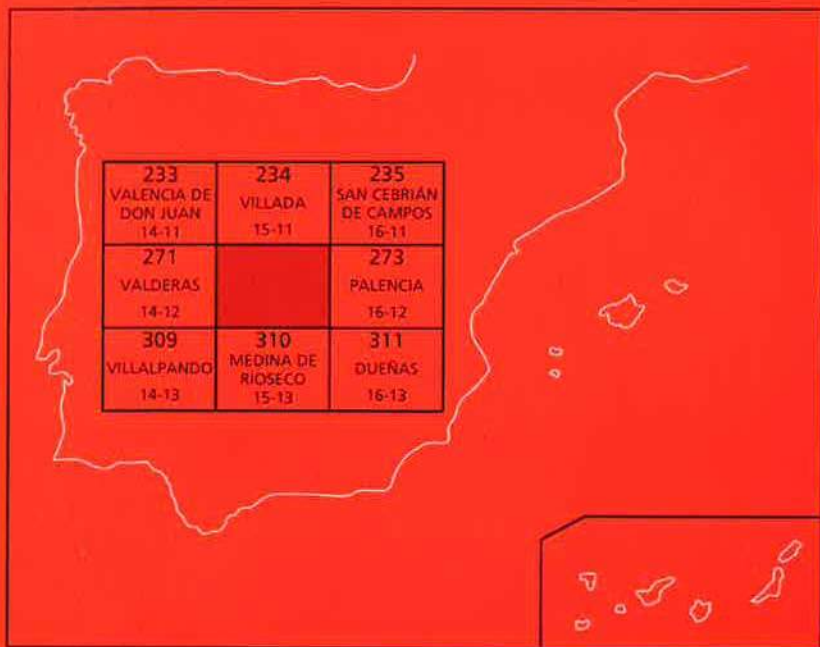 233
VALENCIA DE
DON JUAN
14-11
234
VILLADA
15-11
235
SAN CEBRIÁN
DE CAMPOS
16-11
271
VALDERAS
14-12
273
PALENCIA
16-12
309
VILLALPANDO
14-13
310
MEDINA DE
RÍOSECO
15-13
311
DUEÑAS
16-13